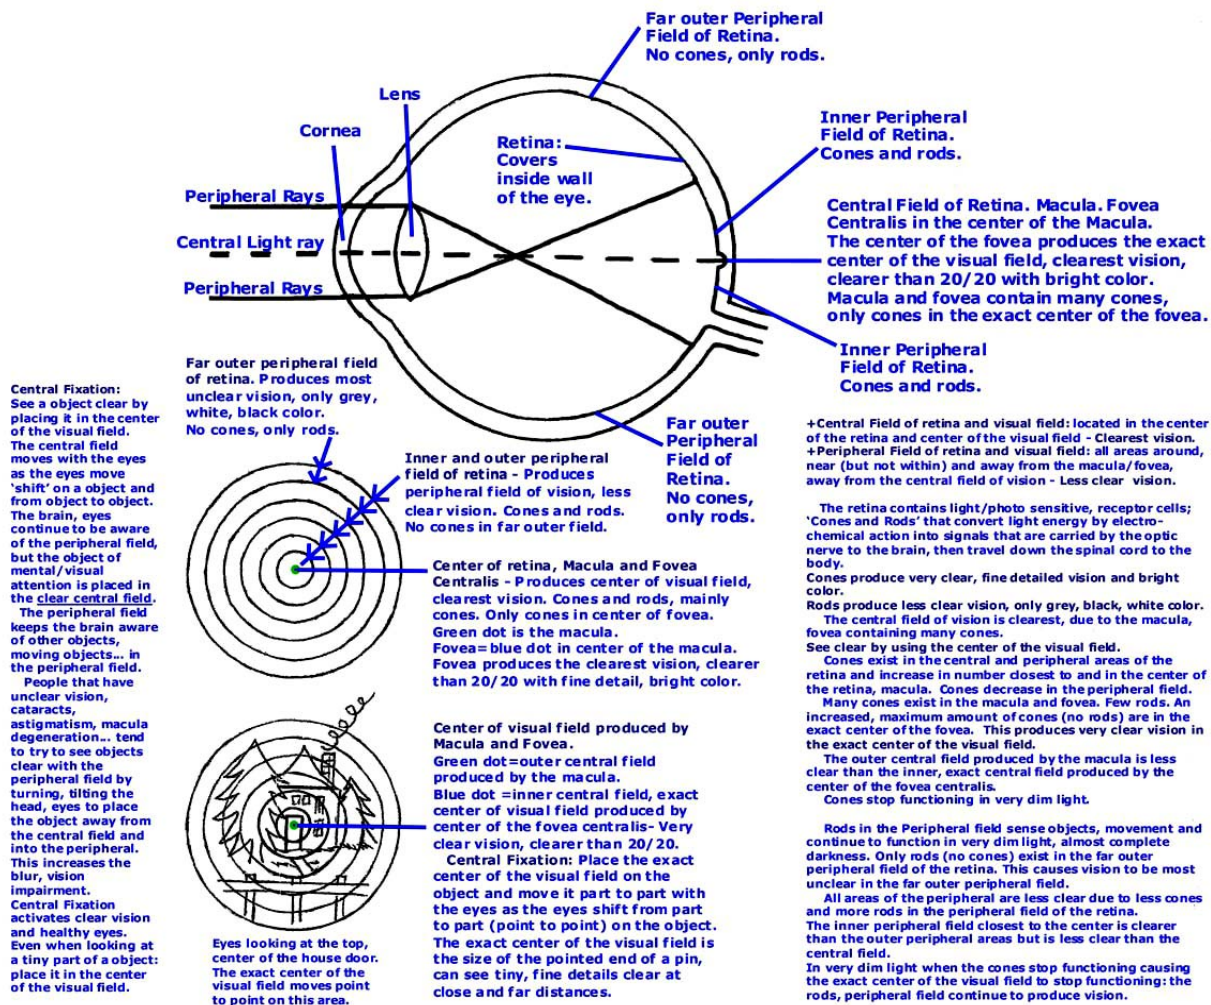 Far outer Peripheral
Field of Retina.
No cones, only rods.
Lens
Cornea
Retina:
Covers
inside wall
of the eye.
Inner Peripheral
Field of Retina.
Cones and rods.
Peripheral Rays
Central Light ray
Peripheral Rays
Central Field of Retina. Macula. Fovea
Centralis in the center of the Macula.
The center of the fovea produces the exact
center of the visual field, clearest vision,
clearer than 20/20 with bright color.
Macula and fovea contain many cones,
only cones in the exact center of the fovea.
Inner Peripheral
Field of Retina.
Cones and rods.
Far outer
Peripheral
Field of
Retina.
No cones,
only rods.
Far outer peripheral field
of retina. Produces most
unclear vision, only grey,
white, black color.
No cones, only rods.
Inner and outer peripheral
field of retina - Produces
peripheral field of vision, less
clear vision. Cones and rods.
No cones in far outer field.
Center of retina, Macula and Fovea
Centralis - Produces center of visual field,
clearest vision. Cones and rods, mainly
cones. Only cones in center of fovea.
Green dot is the macula.
Fovea=blue dot in center of the macula.
Fovea produces the clearest vision, clearer
than 20/20 with fine detail, bright color.
Center of visual field produced by
Macula and Fovea.
Green dot=outer central field
produced by the macula.
Blue dot =inner central field, exact
center of visual field produced by
center of the fovea centralis- Very
clear vision, clearer than 20/20.
Central Fixation: Place the exact
center of the visual field on the
object and move it part to part with
the eyes as the eyes shift from part
to part (point to point) on the object.
The exact center of the visual field is
the size of the pointed end of a pin,
can see tiny, fine details clear at
close and far distances.
Eyes looking at the top,
center of the house door.
The exact center of the
visual field moves point
to point on this area.
Central Fixation:
See a object clear by
placing it in the center
of the visual field.
The central field
moves with the eyes
as the eyes move
'shift' on a object and
from object to object.
The brain, eyes
continue to be aware
of the peripheral field,
but the object of
mental/visual
attention is placed in
the clear central field.
The peripheral field
keeps the brain aware
of other objects,
moving objects... in
the peripheral field.
People that have
unclear vision,
cataracts,
astigmatism, macula
degeneration... tend
to try to see objects
clear with the
peripheral field by
turning, tilting the
head, eyes to place
the object away from
the central field and
into the peripheral.
This increases the
blur, vision
impairment.
Central Fixation
activates clear vision
and healthy eyes.
Even when looking at
a tiny part of a object:
place it in the center
of the visual field.
+Central Field of retina and visual field: located in the center
of the retina and center of the visual field - Clearest vision.
+Peripheral Field of retina and visual field: all areas around,
near (but not within) and away from the macula/fovea,
away from the central field of vision - Less clear vision.
The retina contains light/photo sensitive, receptor cells;
'Cones and Rods' that convert light energy by electro-
chemical action into signals that are carried by the optic
nerve to the brain, then travel down the spinal cord to the
body.
Cones produce very clear, fine detailed vision and bright
color.
Rods produce less clear vision, only grey, black, white color.
The central field of vision is clearest, due to the macula,
fovea containing many cones.
See clear by using the center of the visual field.
Cones exist in the central and peripheral areas of the
retina and increase in number closest to and in the center of
the retina, macula. Cones decrease in the peripheral field.
Many cones exist in the macula and fovea. Few rods. An
increased, maximum amount of cones (no rods) are in the
exact center of the fovea. This produces very clear vision in
the exact center of the visual field.
The outer central field produced by the macula is less
clear than the inner, exact central field produced by the
center of the fovea centralis.
Cones stop functioning in very dim light.
Rods in the Peripheral field sense objects, movement and
continue to function in very dim light, almost complete
darkness. Only rods (no cones) exist in the far outer
peripheral field of the retina. This causes vision to be most
unclear in the far outer peripheral field.
All areas of the peripheral are less clear due to less cones
and more rods in the peripheral field of the retina.
The inner peripheral field closest to the center is clearer
than the outer peripheral areas but is less clear than the
central field.
In very dim light when the cones stop functioning causing
the exact center of the visual field to stop functioning: the
rods, peripheral field continue to produce vision.